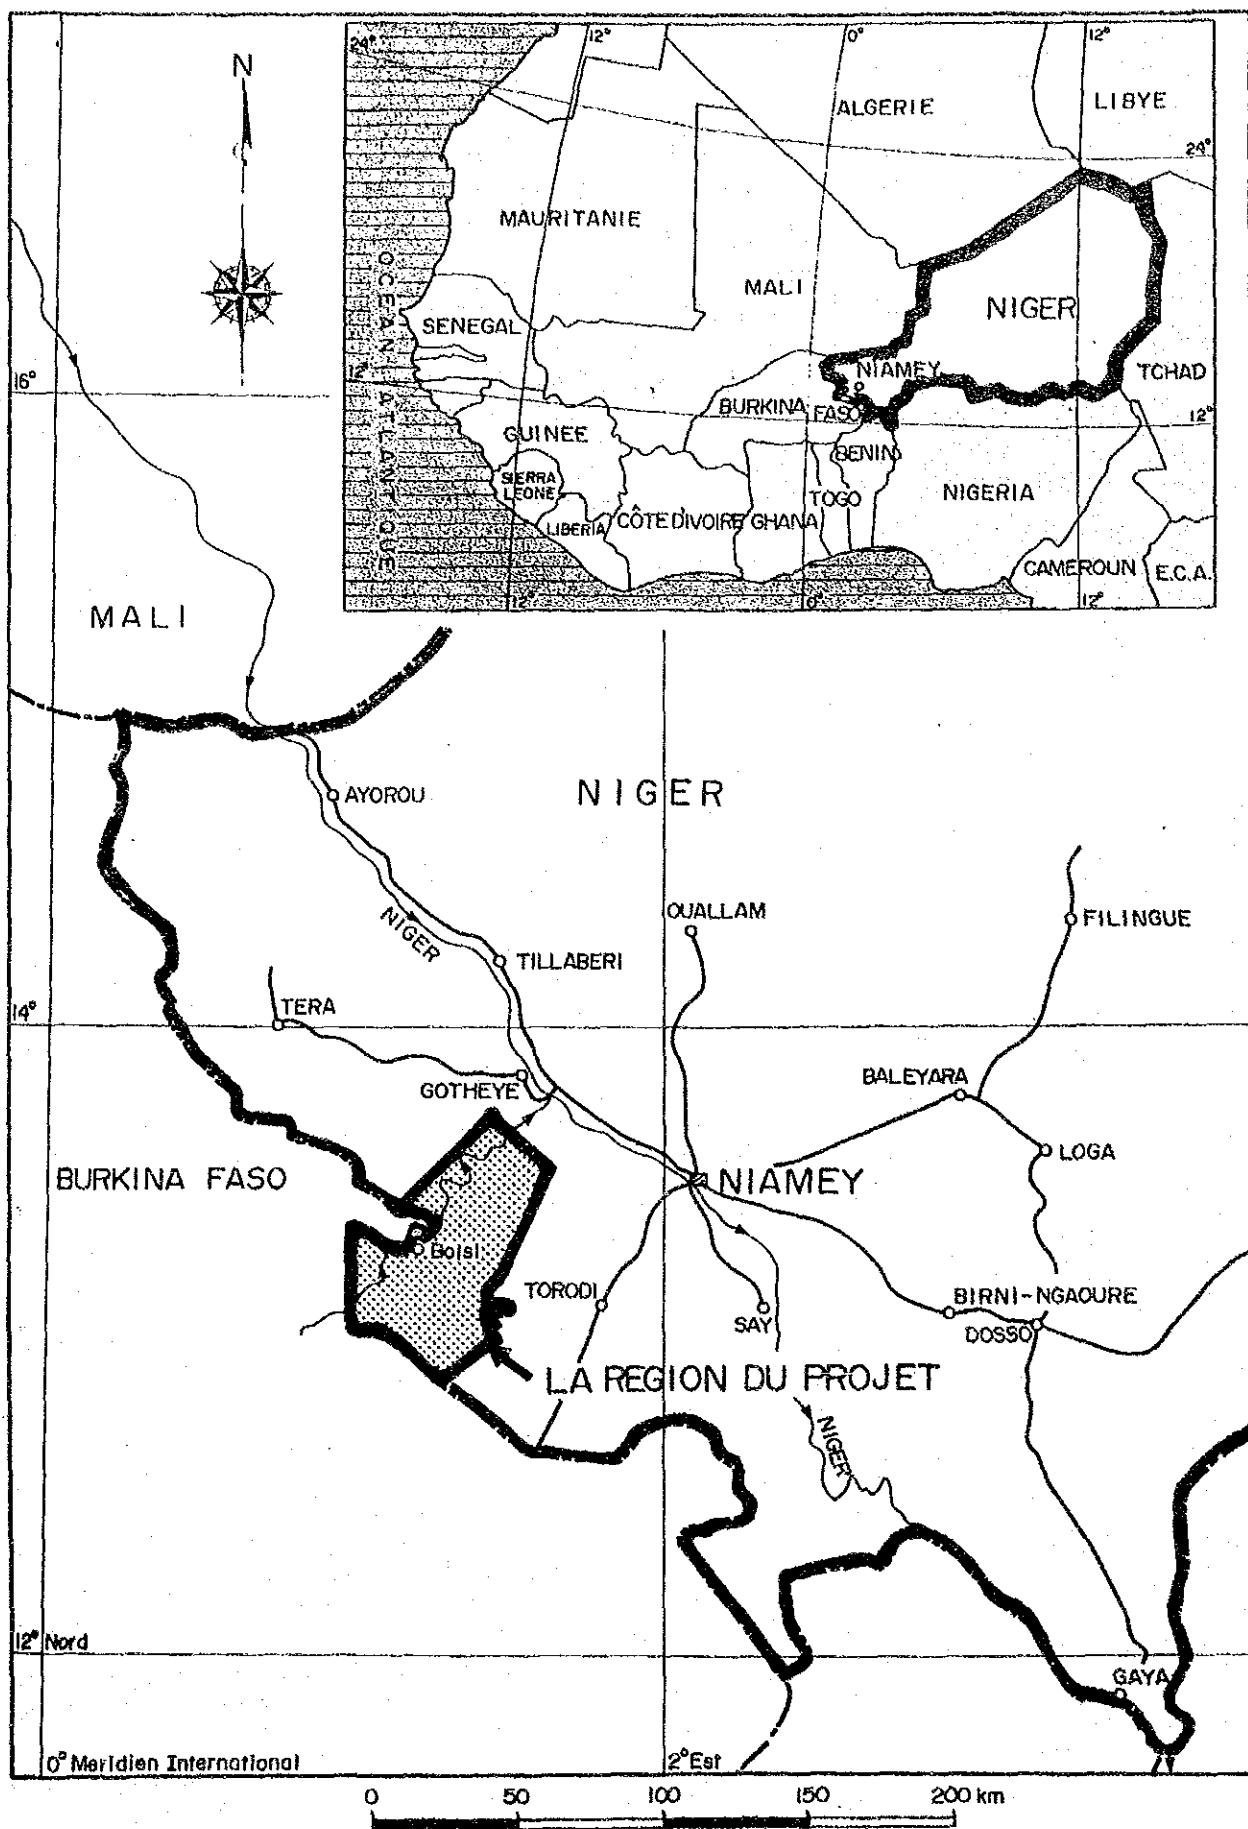 N
24°
12°
0°
12°
ALGERIE
LIBYE
24°
MAURITANIE
MALI
NIGER
SENEGAL
OCEAN ATLANTIQUE
12°
NIAMEY
TCHAD
BURKINA FASO
12°
GUINEE
BENIN
SIERRA
LEONE
NIGERIA
TOGO
LIBERIA
CÔTE D'IVOIRE
GHANA
CAMEROUN
E.C.A.
12°
0°
12°
16°
MALI
AYOROU
NIGER
NIGER
OUALLAM
FILINGUE
TILLABERI
14°
TERA
GOTHEYE
BALEYARA
LOGA
BURKINA FASO
NIAMEY
Bolsi
TORODI
SAY
BIRNI-NGAOURE
DOSSO
LA REGION DU PROJET
NIGER
12° Nord
GAYA
0° Meridien International
2° Est
0 50 100 150 200 km